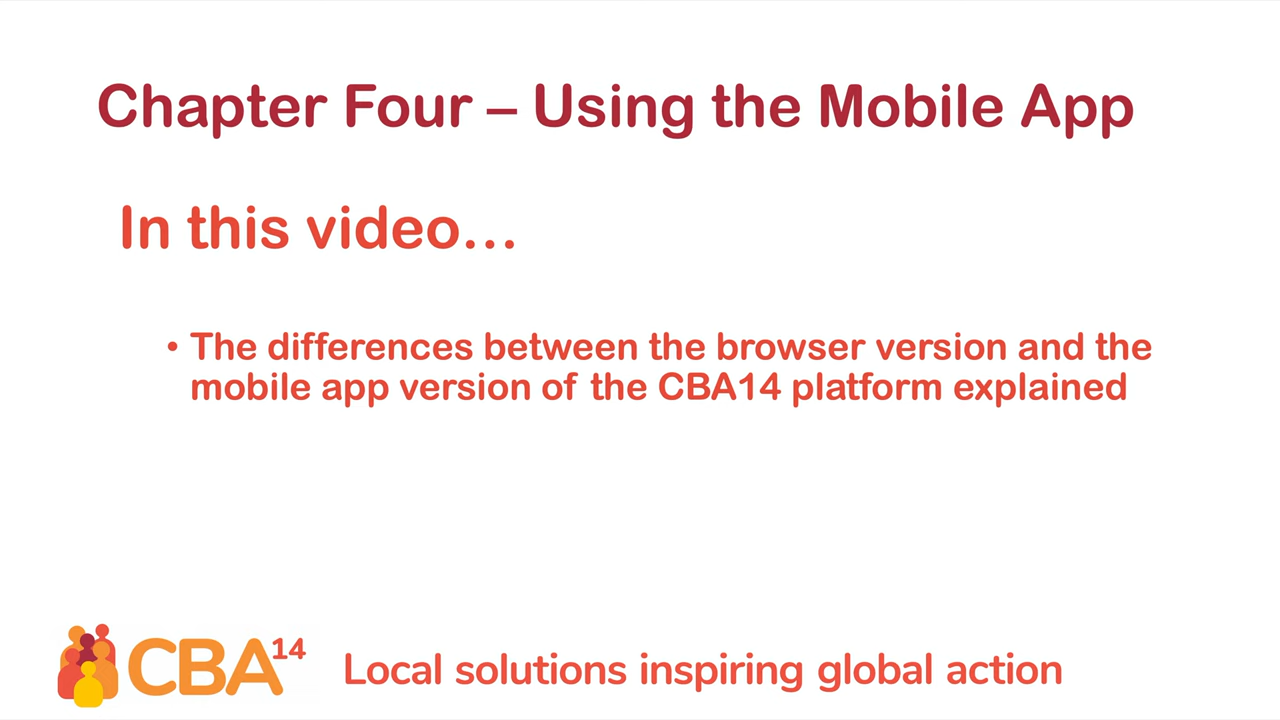 Chapter Four – Using the Mobile App
In this video...
• The differences between the browser version and the
mobile app version of the CBA14 platform explained
CBA14
Local solutions inspiring global action